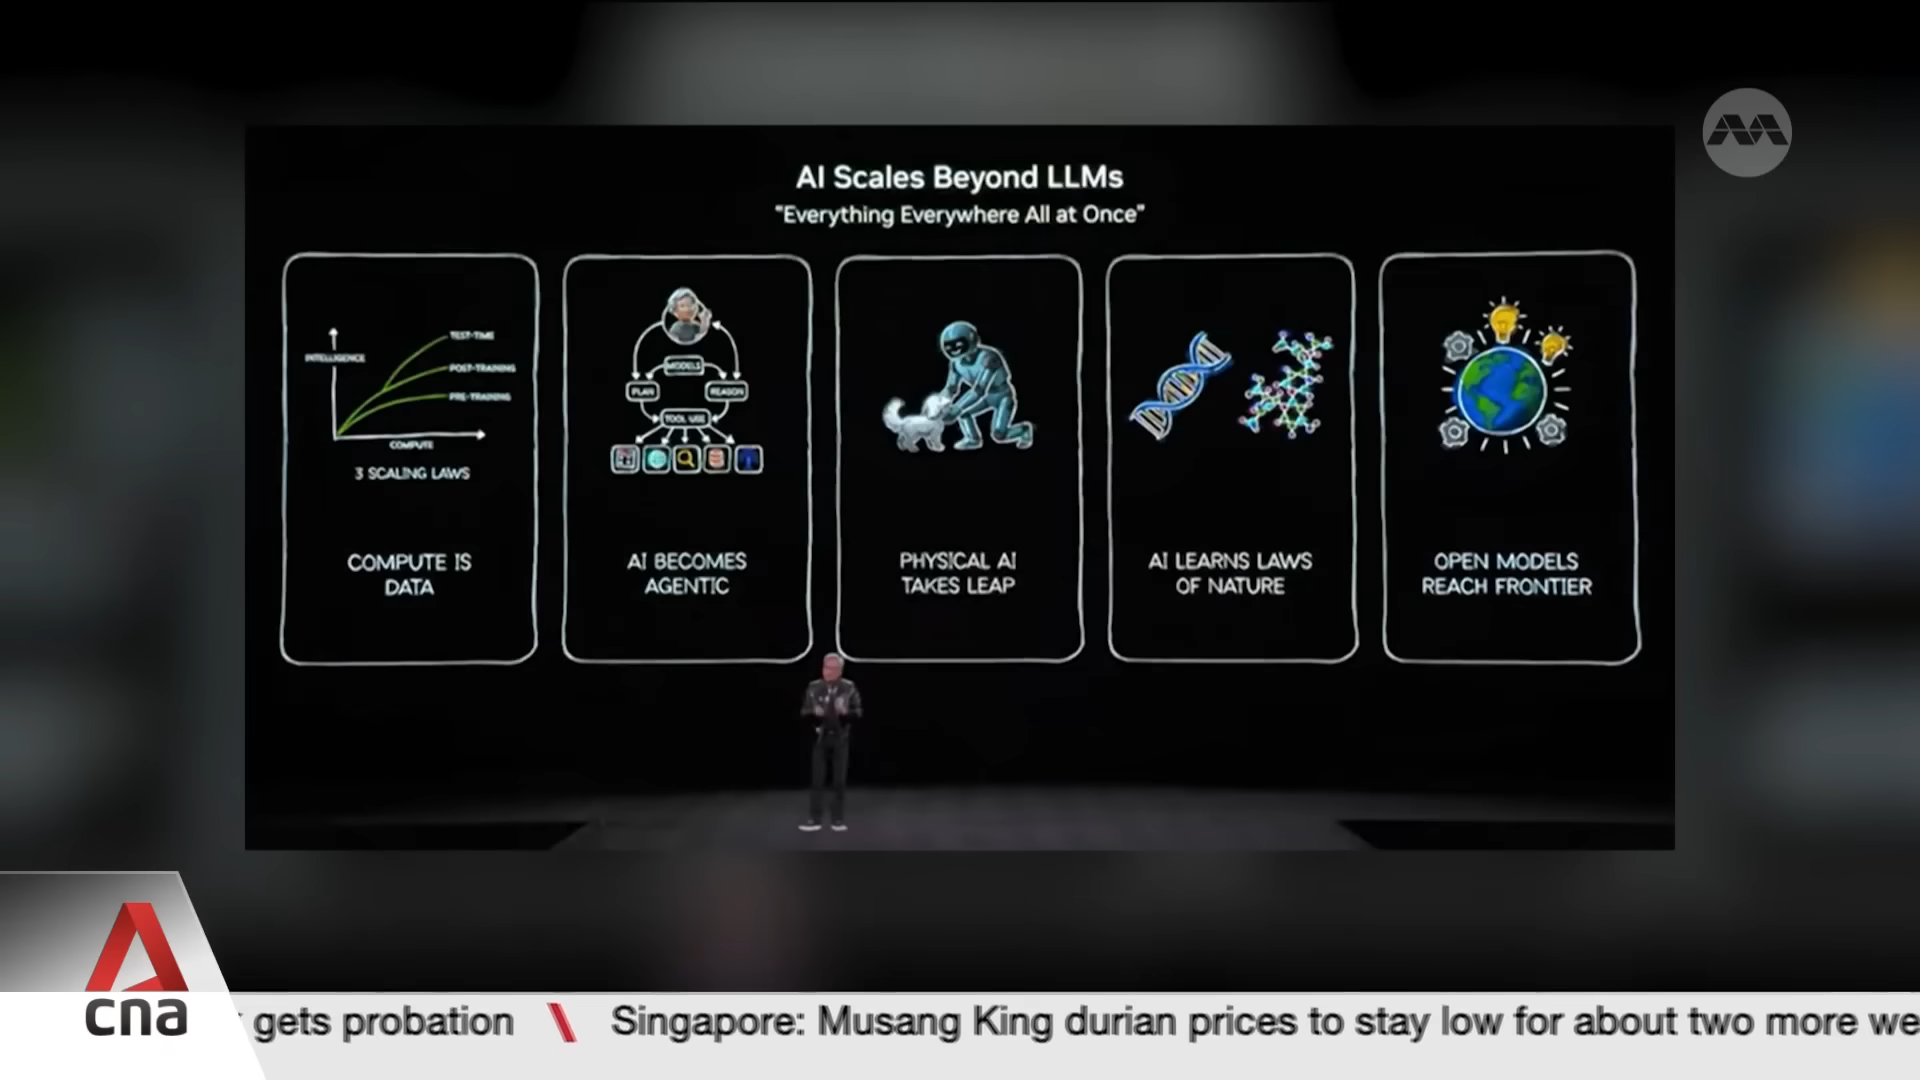 AI Scales Beyond LLMs
"Everything Everywhere All at Once"
INTELLIGENCE
TEST-TIME
POST-TRAINING
PRE-TRAINING
COMPUTE
3 SCALING LAWS
COMPUTE IS
DATA
MODELS
PLAN
REASON
TOOL USE
AI BECOMES
AGENTIC
PHYSICAL AI
TAKES LEAP
AI LEARNS LAWS
OF NATURE
OPEN MODELS
REACH FRONTIER
cna
gets probation
Singapore: Musang King durian prices to stay low for about two more we